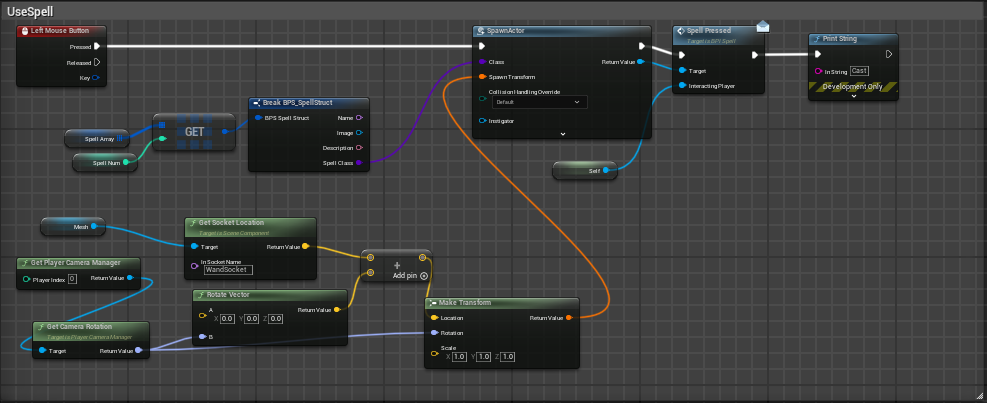 UseSpell
Left Mouse Button
Pressed
Released
Key
SpawnActor
Class
Return Value
Spawn Transform
Collision Handling Override
Default
Instigator
Spell Pressed
Target is BPI Spell
Target
Interacting Player
Print String
In String Cast
Development Only
Break BPS_SpellStruct
BPS Spell Struct
Name
Image
Description
Spell Class
Spell Array
GET
Spell Num
Self
Mesh
Get Socket Location
Target is Scene Component
Target
Return Value
In Socket Name
WandSocket
Add pin
Get Player Camera Manager
Player Index 0
Return Value
Rotate Vector
A
X 0.0 Y 0.0 Z 0.0
Return Value
B
Get Camera Rotation
Target is Player Camera Manager
Target
Return Value
Make Transform
Location
Return Value
Rotation
Scale
X 1.0 Y 1.0 Z 1.0